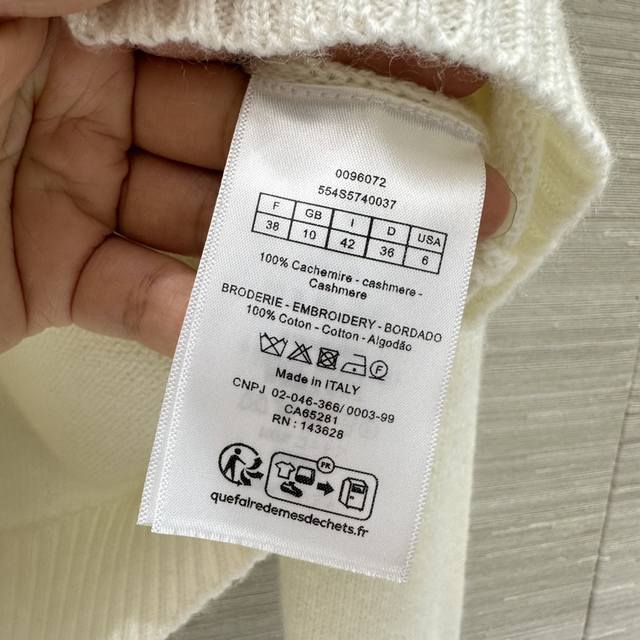 0096072
554S5740037
F GB I D USA
38 10 42 36 6
100% Cachemire - cashmere -
Cashmere
BRODERIE - EMBROIDERY - BORDADO
100% Coton - Cotton - Algodão
F
Made in ITALY
CNPJ 02-046-366/0003-99
CA65281
RN : 143628
FR
quefairedemesdechets.fr